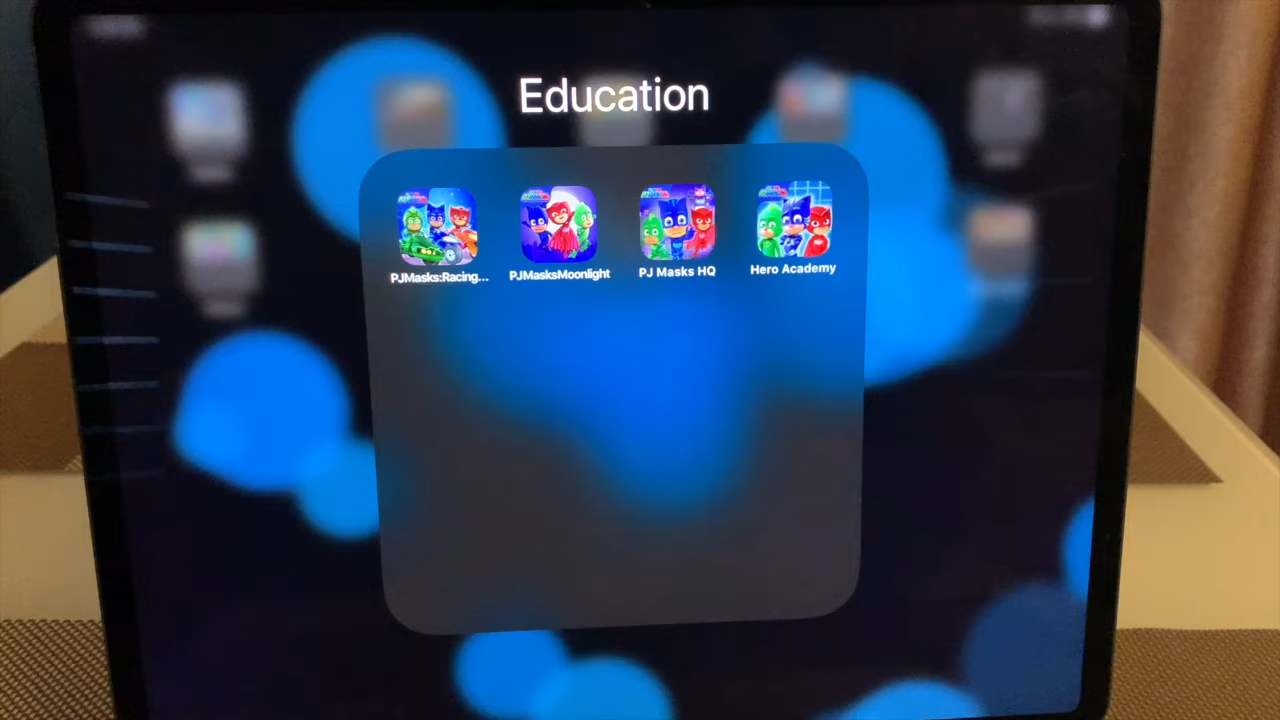 Education
PJMasks:Racing...
PJMasksMoonlight
PJ Masks HQ
Hero Academy